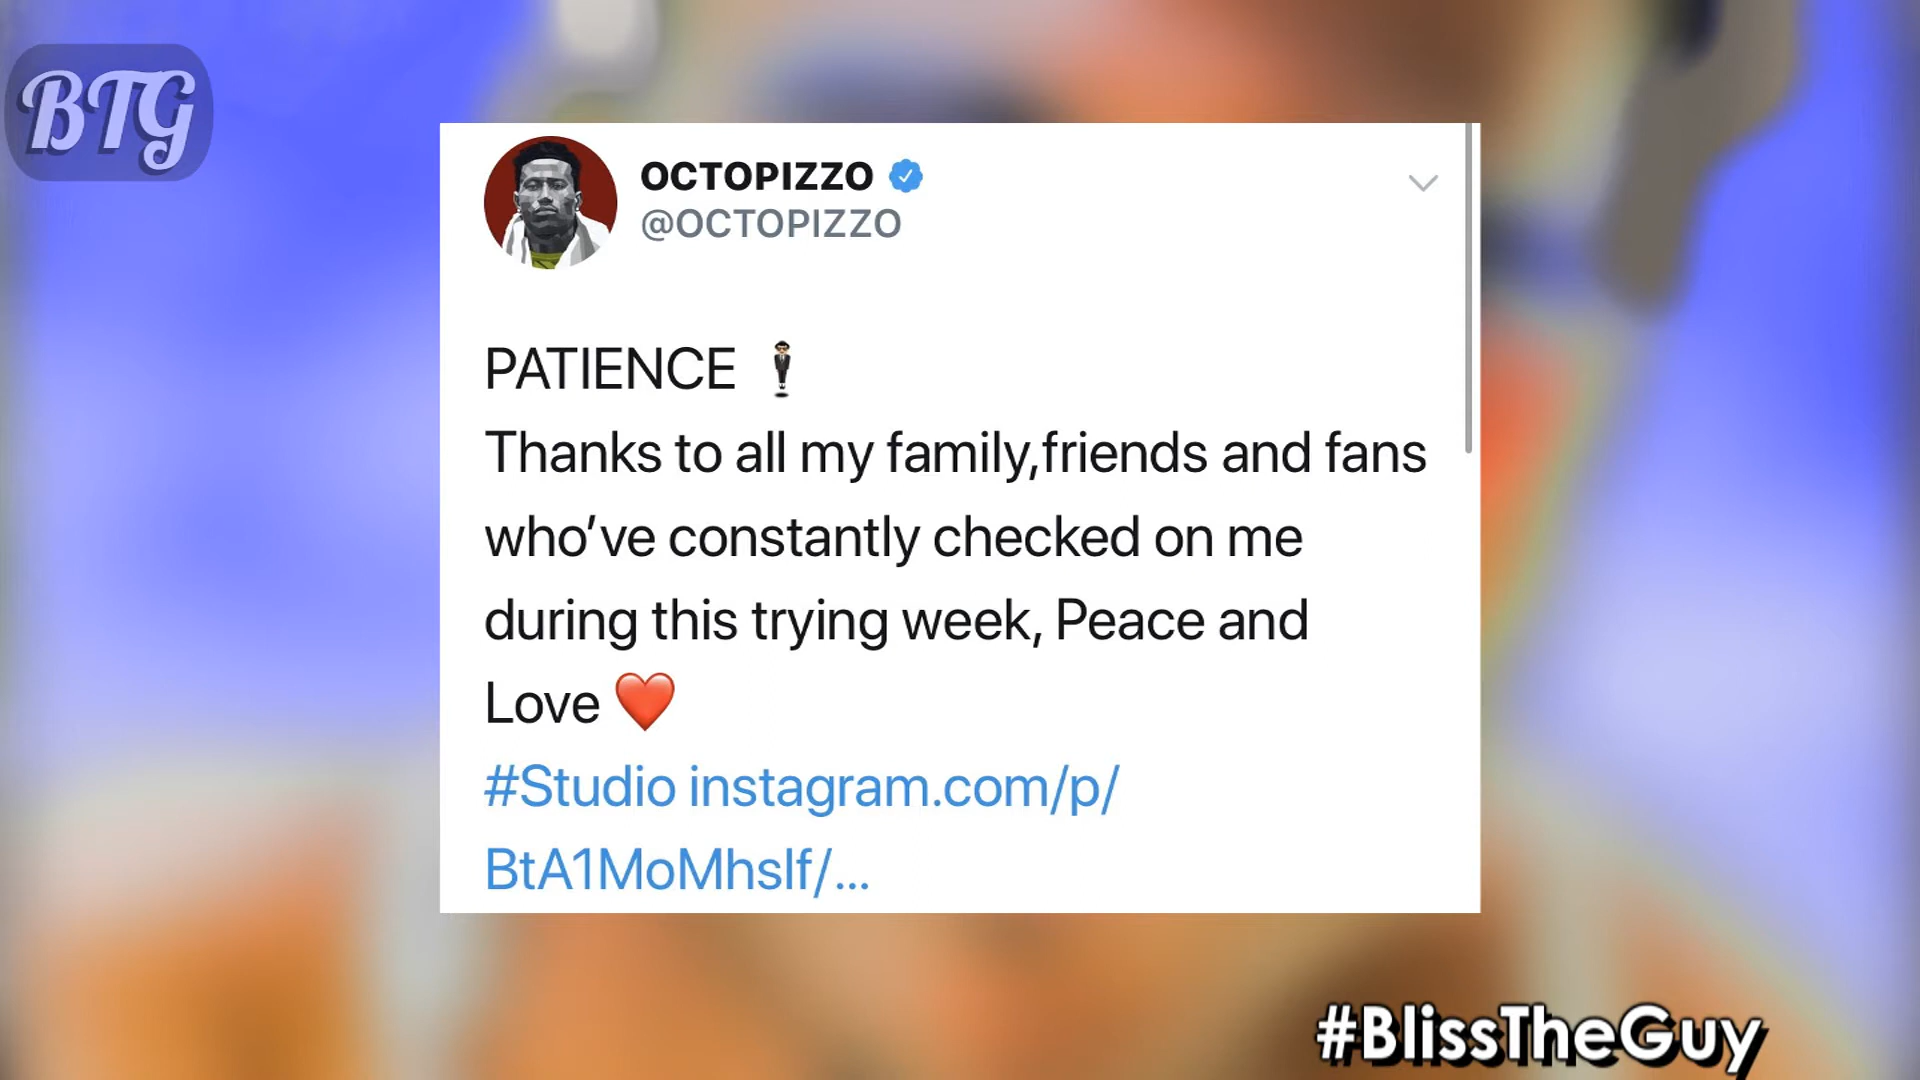 BTG
OCTOPIZZO
@OCTOPIZZO
PATIENCE 🕴
Thanks to all my family,friends and fans
who’ve constantly checked on me
during this trying week, Peace and
Love ❤️
#Studio instagram.com/p/
BtA1MoMhslf/...
#BlissTheGuy